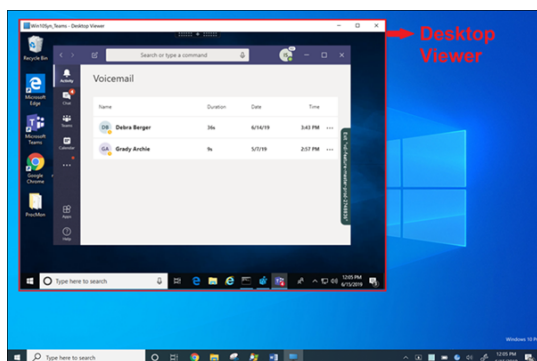 Win10Syn_Teams - Desktop Viewer
Desktop
Viewer
Recycle Bin
Search or type a command
Activity
Voicemail
Microsoft
Edge
Chat
Name Duration Date Time
Teams
DB Debra Berger 36s 6/14/19 3:43 PM
Microsoft
Teams
Calendar
GA Grady Archie 9s 5/7/19 2:57 PM
Google
Chrome
ProcMon
Apps
Help
Type here to search
12:05 PM
6/15/2019
Windows 10 P
Type here to search
12:05 PM